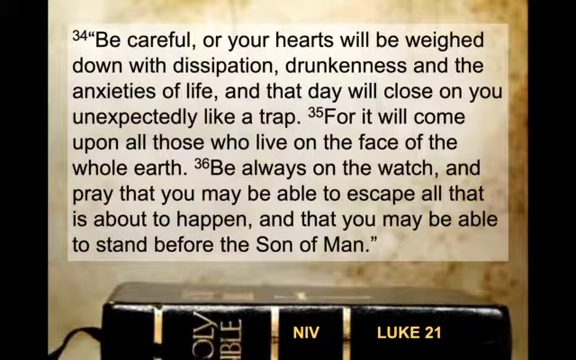 ³⁴“Be careful, or your hearts will be weighed
down with dissipation, drunkenness and the
anxieties of life, and that day will close on you
unexpectedly like a trap. ³⁵For it will come
upon all those who live on the face of the
whole earth. ³⁶Be always on the watch, and
pray that you may be able to escape all that
is about to happen, and that you may be able
to stand before the Son of Man.”
NIV
LUKE 21